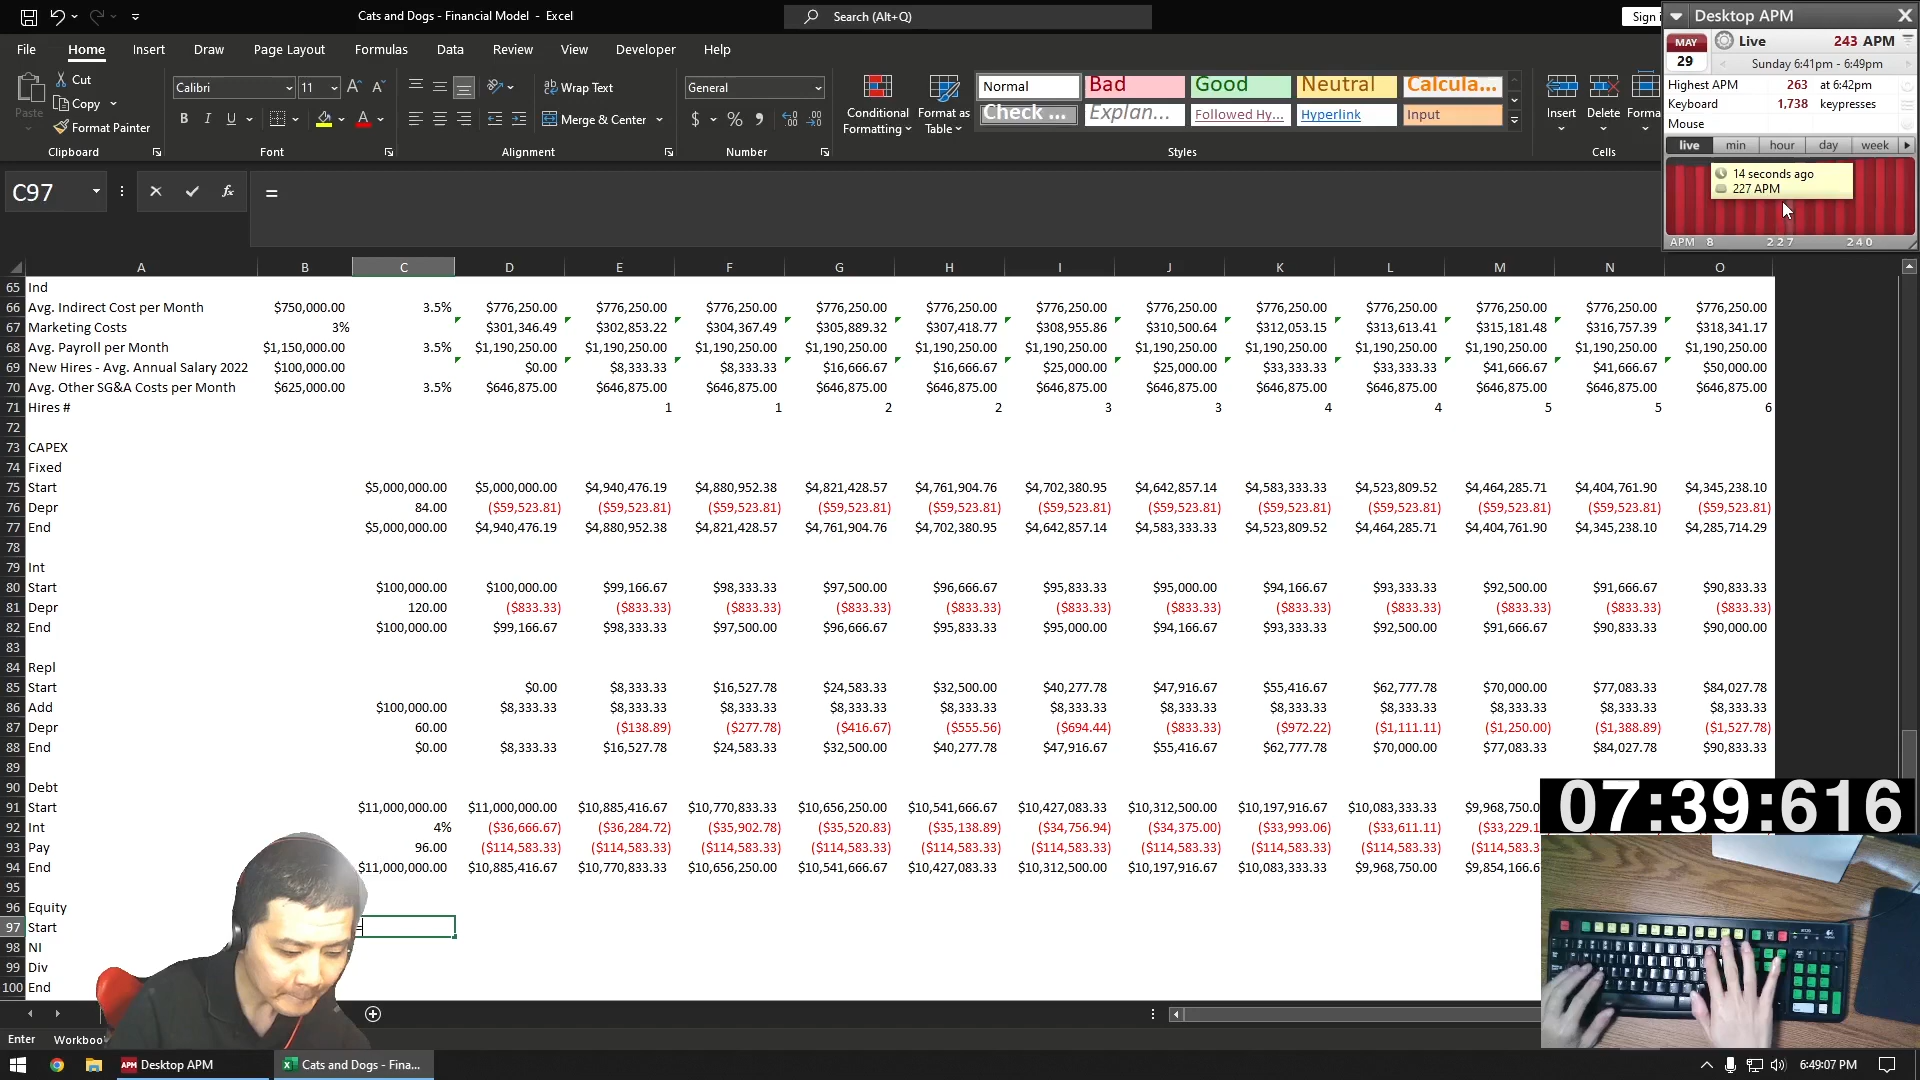 Cats and Dogs - Financial Model - Excel
Search (Alt+Q)
Sign i
File Home Insert Draw Page Layout Formulas Data Review View Developer Help
Paste
Cut
Copy
Format Painter
Clipboard
Calibri 11
B I U
Font
Wrap Text
Merge & Center
Alignment
General
$ % ,
Number
Conditional Formatting
Format as Table
Normal Bad Good Neutral Calcula...
Check ... Explan... Followed Hy... Hyperlink Input
Styles
Insert Delete Forma
Cells
Desktop APM
MAY 29
Live 243 APM
Sunday 6:41pm - 6:49pm
Highest APM 263 at 6:42pm
Keyboard 1,738 keypresses
Mouse
live min hour day week
14 seconds ago
227 APM
APM 8 227 240
C97 fx =
A B C D E F G H I J K L M N O
65 Ind
66 Avg. Indirect Cost per Month $750,000.00 3.5% $776,250.00 $776,250.00 $776,250.00 $776,250.00 $776,250.00 $776,250.00 $776,250.00 $776,250.00 $776,250.00 $776,250.00 $776,250.00 $776,250.00
67 Marketing Costs 3% $301,346.49 $302,853.22 $304,367.49 $305,889.32 $307,418.77 $308,955.86 $310,500.64 $312,053.15 $313,613.41 $315,181.48 $316,757.39 $318,341.17
68 Avg. Payroll per Month $1,150,000.00 3.5% $1,190,250.00 $1,190,250.00 $1,190,250.00 $1,190,250.00 $1,190,250.00 $1,190,250.00 $1,190,250.00 $1,190,250.00 $1,190,250.00 $1,190,250.00 $1,190,250.00 $1,190,250.00
69 New Hires - Avg. Annual Salary 2022 $100,000.00 $0.00 $8,333.33 $8,333.33 $16,666.67 $16,666.67 $25,000.00 $25,000.00 $33,333.33 $33,333.33 $41,666.67 $41,666.67 $50,000.00
70 Avg. Other SG&A Costs per Month $625,000.00 3.5% $646,875.00 $646,875.00 $646,875.00 $646,875.00 $646,875.00 $646,875.00 $646,875.00 $646,875.00 $646,875.00 $646,875.00 $646,875.00 $646,875.00
71 Hires # 1 1 2 2 3 3 4 4 5 5 6
72
73 CAPEX
74 Fixed
75 Start $5,000,000.00 $5,000,000.00 $4,940,476.19 $4,880,952.38 $4,821,428.57 $4,761,904.76 $4,702,380.95 $4,642,857.14 $4,583,333.33 $4,523,809.52 $4,464,285.71 $4,404,761.90 $4,345,238.10
76 Depr 84.00 ($59,523.81) ($59,523.81) ($59,523.81) ($59,523.81) ($59,523.81) ($59,523.81) ($59,523.81) ($59,523.81) ($59,523.81) ($59,523.81) ($59,523.81) ($59,523.81)
77 End $5,000,000.00 $4,940,476.19 $4,880,952.38 $4,821,428.57 $4,761,904.76 $4,702,380.95 $4,642,857.14 $4,583,333.33 $4,523,809.52 $4,464,285.71 $4,404,761.90 $4,345,238.10 $4,285,714.29
78
79 Int
80 Start $100,000.00 $100,000.00 $99,166.67 $98,333.33 $97,500.00 $96,666.67 $95,833.33 $95,000.00 $94,166.67 $93,333.33 $92,500.00 $91,666.67 $90,833.33
81 Depr 120.00 ($833.33) ($833.33) ($833.33) ($833.33) ($833.33) ($833.33) ($833.33) ($833.33) ($833.33) ($833.33) ($833.33) ($833.33)
82 End $100,000.00 $99,166.67 $98,333.33 $97,500.00 $96,666.67 $95,833.33 $95,000.00 $94,166.67 $93,333.33 $92,500.00 $91,666.67 $90,833.33 $90,000.00
83
84 Repl
85 Start $0.00 $8,333.33 $16,527.78 $24,583.33 $32,500.00 $40,277.78 $47,916.67 $55,416.67 $62,777.78 $70,000.00 $77,083.33 $84,027.78
86 Add $100,000.00 $8,333.33 $8,333.33 $8,333.33 $8,333.33 $8,333.33 $8,333.33 $8,333.33 $8,333.33 $8,333.33 $8,333.33 $8,333.33 $8,333.33
87 Depr 60.00 ($138.89) ($277.78) ($416.67) ($555.56) ($694.44) ($833.33) ($972.22) ($1,111.11) ($1,250.00) ($1,388.89) ($1,527.78)
88 End $0.00 $8,333.33 $16,527.78 $24,583.33 $32,500.00 $40,277.78 $47,916.67 $55,416.67 $62,777.78 $70,000.00 $77,083.33 $84,027.78 $90,833.33
89
90 Debt
91 Start $11,000,000.00 $11,000,000.00 $10,885,416.67 $10,770,833.33 $10,656,250.00 $10,541,666.67 $10,427,083.33 $10,312,500.00 $10,197,916.67 $10,083,333.33 $9,968,750.0
92 Int 4% ($36,666.67) ($36,284.72) ($35,902.78) ($35,520.83) ($35,138.89) ($34,756.94) ($34,375.00) ($33,993.06) ($33,611.11) ($33,229.1
93 Pay 96.00 ($114,583.33) ($114,583.33) ($114,583.33) ($114,583.33) ($114,583.33) ($114,583.33) ($114,583.33) ($114,583.33) ($114,583.33) ($114,583.3
94 End $11,000,000.00 $10,885,416.67 $10,770,833.33 $10,656,250.00 $10,541,666.67 $10,427,083.33 $10,312,500.00 $10,197,916.67 $10,083,333.33 $9,968,750.00 $9,854,166.6
95
96 Equity
97 Start =
98 NI
99 Div
100 End
07:39:616
Enter Workboo
Desktop APM
Cats and Dogs - Fina...
6:49:07 PM